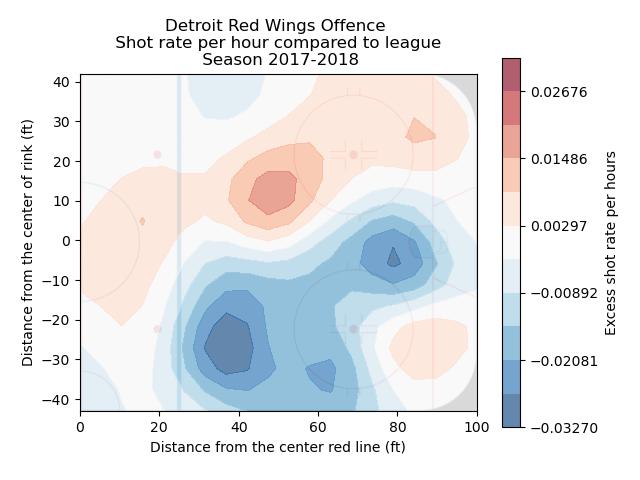 Detroit Red Wings Offence
Shot rate per hour compared to league
Season 2017-2018
40
30
20
10
0
−10
−20
−30
−40
Distance from the center of rink (ft)
0 20 40 60 80 100
Distance from the center red line (ft)
0.02676
0.01486
0.00297
−0.00892
−0.02081
−0.03270
Excess shot rate per hours